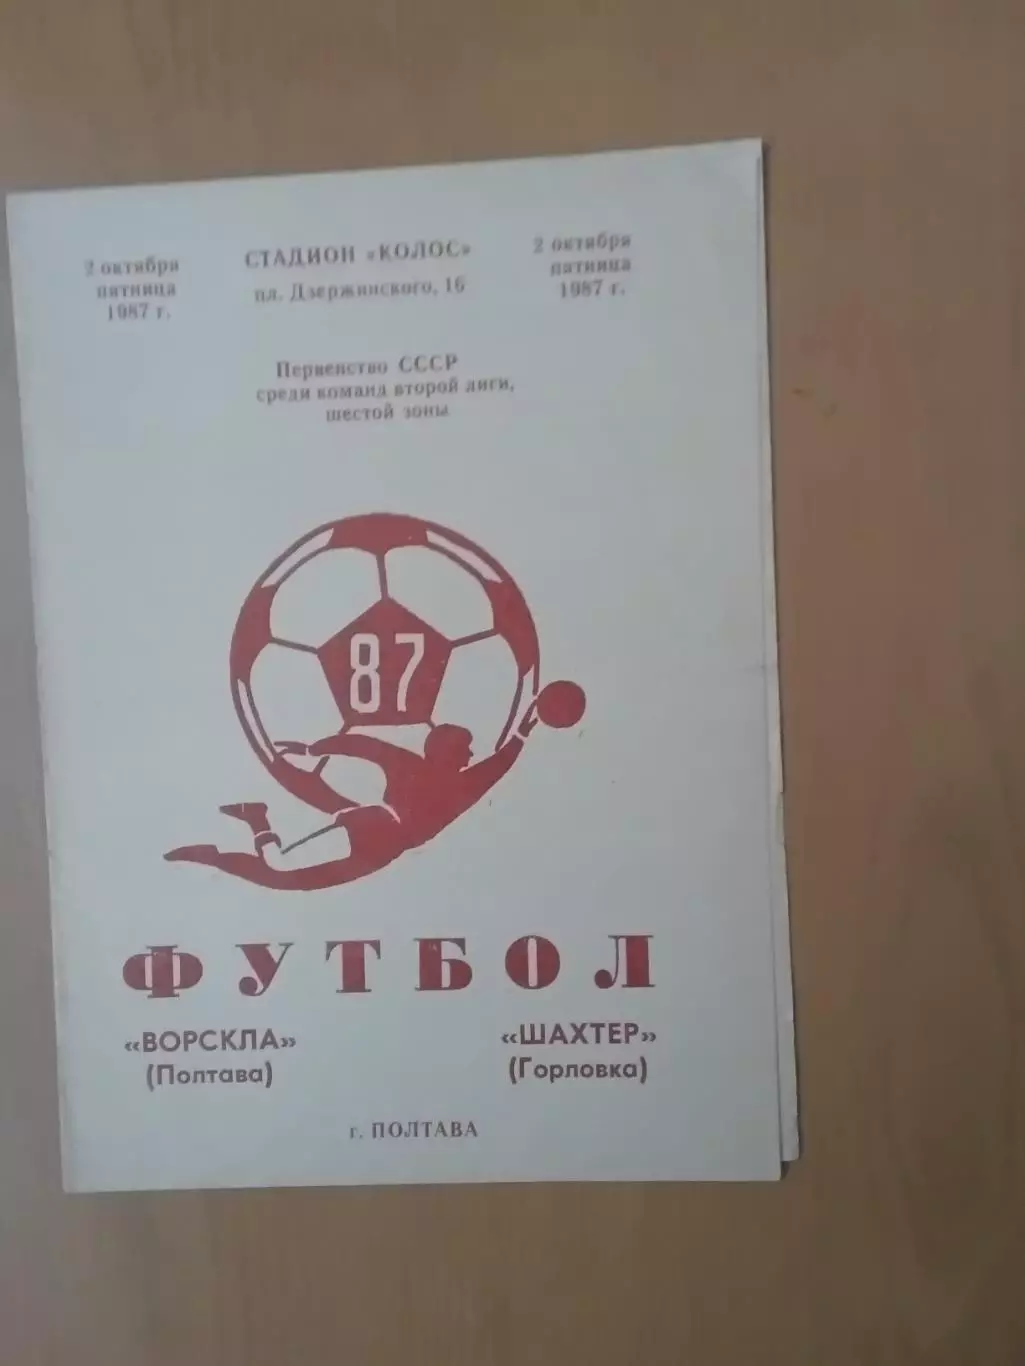 2 октября
пятница
1987 г.
СТАДИОН «КОЛОС»
пл. Дзержинского, 16
2 октября
пятница
1987 г.
Первенство СССР
среди команд второй лиги,
шестой зоны
87
ФУТБОЛ
«ВОРСКЛА»
(Полтава)
«ШАХТЕР»
(Горловка)
г. ПОЛТАВА